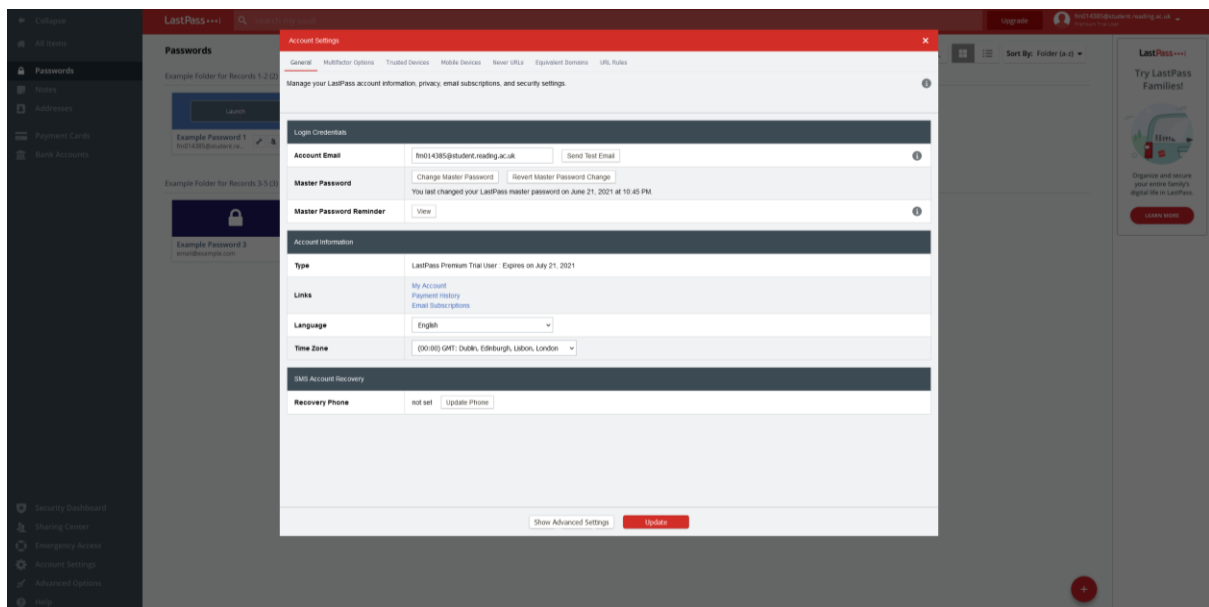 Collapse
LastPass
Search my vault
Upgrade
fm014385@student.reading.ac.uk
Premium Trial User
All Items
Passwords
Notes
Addresses
Payment Cards
Bank Accounts
Security Dashboard
Sharing Center
Emergency Access
Account Settings
Advanced Options
Help
Passwords
Sort By: Folder (a-z)
Example Folder for Records 1-2 (2)
Launch
Example Password 1
fm014385@student.re...
Example Folder for Records 3-5 (3)
Example Password 3
email@example.com
Account Settings
General Multifactor Options Trusted Devices Mobile Devices Never URLs Equivalent Domains URL Rules
Manage your LastPass account information, privacy, email subscriptions, and security settings.
Login Credentials
Account Email fm014385@student.reading.ac.uk Send Test Email
Master Password Change Master Password Revert Master Password Change
You last changed your LastPass master password on June 21, 2021 at 10:45 PM.
Master Password Reminder View
Account Information
Type LastPass Premium Trial User : Expires on July 21, 2021
Links My Account
Payment History
Email Subscriptions
Language English
Time Zone (00:00) GMT: Dublin, Edinburgh, Lisbon, London
SMS Account Recovery
Recovery Phone not set Update Phone
Show Advanced Settings Update
LastPass
Try LastPass
Families!
Organize and secure
your entire family's
digital life in LastPass.
LEARN MORE